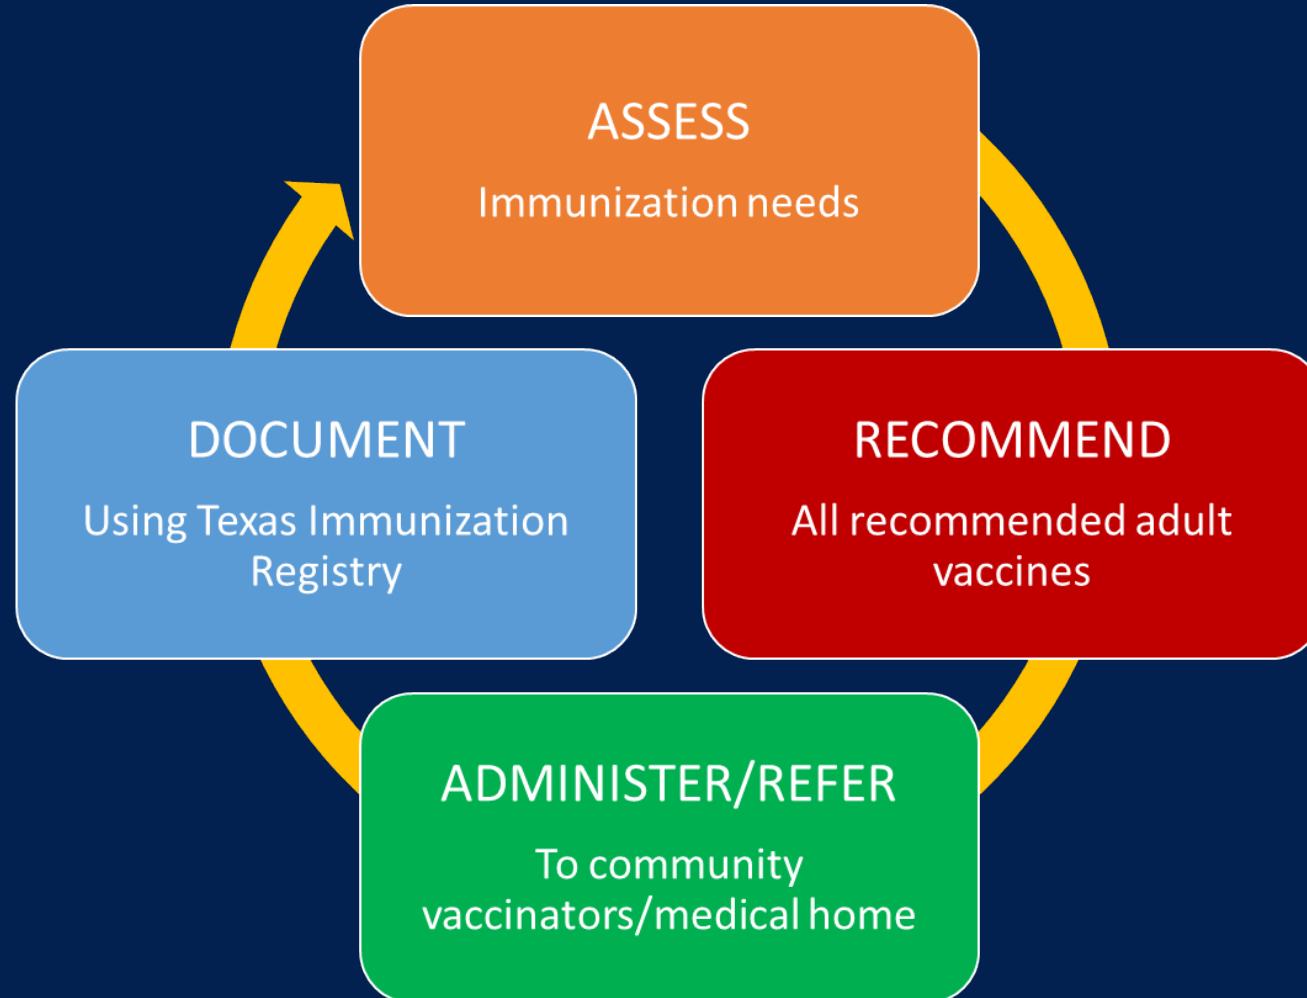 ASSESS
Immunization needs
RECOMMEND
All recommended adult
vaccines
ADMINISTER/REFER
To community
vaccinators/medical home
DOCUMENT
Using Texas Immunization
Registry